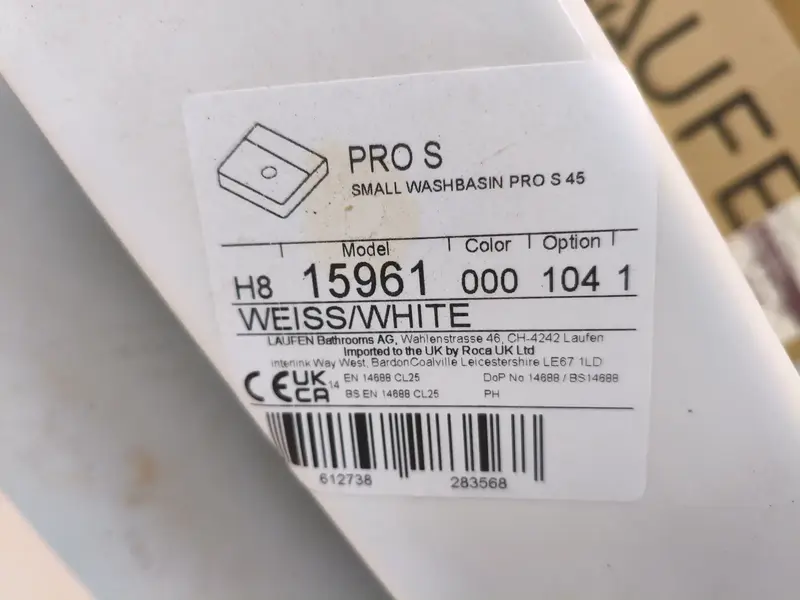 LAUFE
PRO S
SMALL WASHBASIN PRO S 45
Model Color Option
H8 15961 000 104 1
WEISS/WHITE
LAUFEN Bathrooms AG, Wahlenstrasse 46, CH-4242 Laufen
Imported to the UK by Roca UK Ltd
Interlink Way West, BardonCoalville Leicestershire LE67 1LD
CE UK CA 14 EN 14688 CL25 DoP No 14688 / BS14688
BS EN 14688 CL25 PH
612738 283568